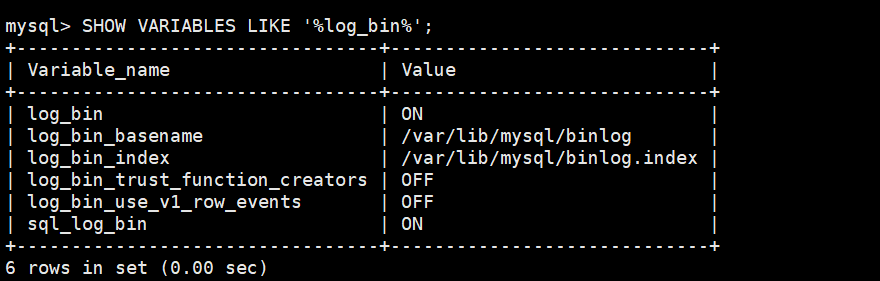 mysql> SHOW VARIABLES LIKE '%log_bin%';
+---------------------------------+-----------------------------+
| Variable_name                   | Value                       |
+---------------------------------+-----------------------------+
| log_bin                         | ON                          |
| log_bin_basename                | /var/lib/mysql/binlog       |
| log_bin_index                   | /var/lib/mysql/binlog.index |
| log_bin_trust_function_creators | OFF                         |
| log_bin_use_v1_row_events       | OFF                         |
| sql_log_bin                     | ON                          |
+---------------------------------+-----------------------------+
6 rows in set (0.00 sec)